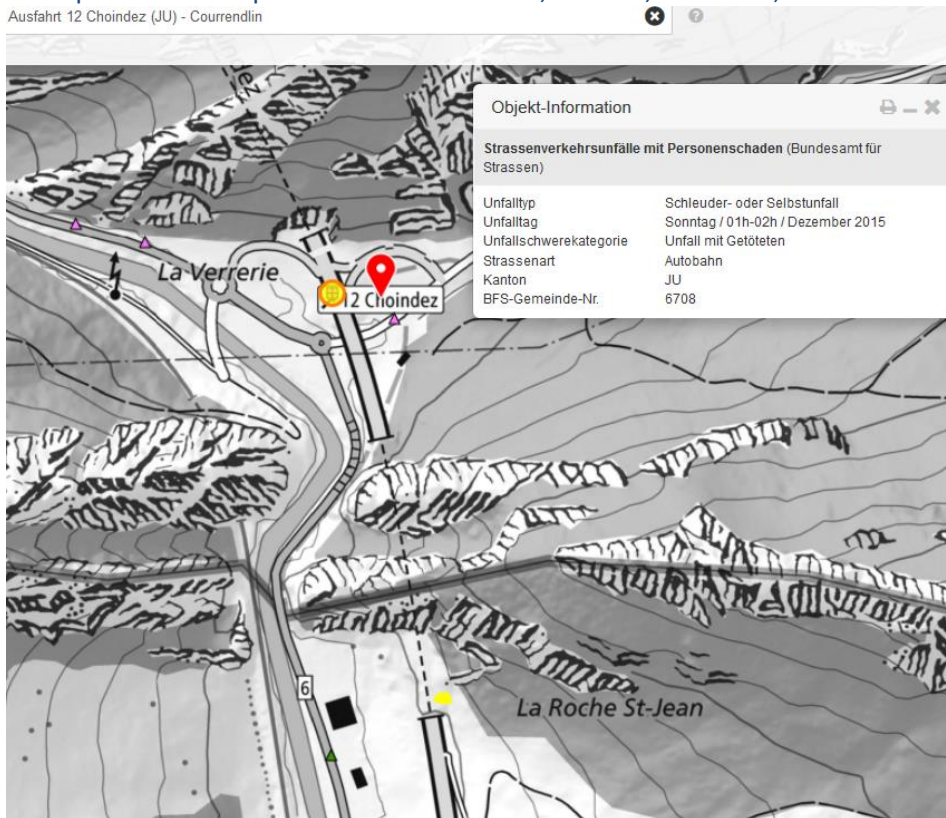 Ausfahrt 12 Choindez (JU) - Courrendlin
Objekt-Information
Strassenverkehrsunfälle mit Personenschaden (Bundesamt für
Strassen)
Unfalltyp Schleuder- oder Selbstunfall
Unfalltag Sonntag / 01h-02h / Dezember 2015
Unfallschwerekategorie Unfall mit Getöteten
Strassenart Autobahn
Kanton JU
BFS-Gemeinde-Nr. 6708
La Verrerie
12 Choindez
6
La Roche St-Jean